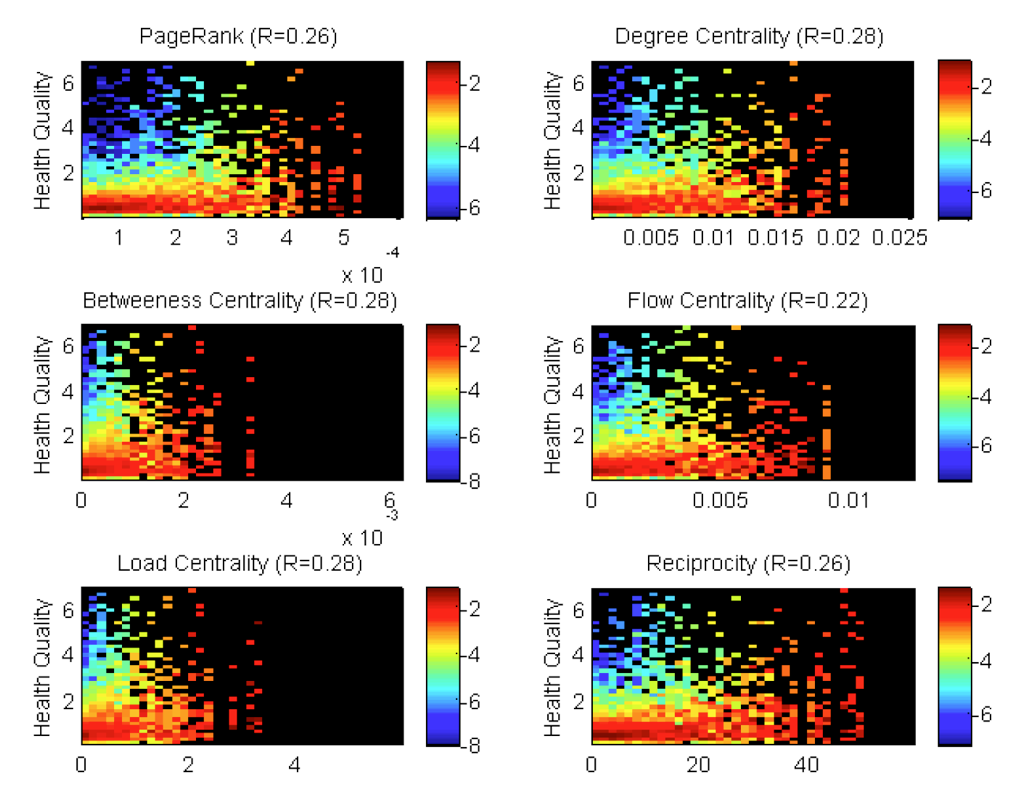 PageRank (R=0.26)
Health Quality
6
4
2
1 2 3 4 5
-4
x 10
-2
-4
-6
Degree Centrality (R=0.28)
Health Quality
6
4
2
0.005 0.01 0.015 0.02 0.025
-2
-4
-6
Betweeness Centrality (R=0.28)
Health Quality
6
4
2
0 2 4 6
-3
x 10
-2
-4
-6
-8
Flow Centrality (R=0.22)
Health Quality
6
4
2
0 0.005 0.01
-2
-4
-6
Load Centrality (R=0.28)
Health Quality
6
4
2
0 2 4
-2
-4
-6
-8
Reciprocity (R=0.26)
Health Quality
6
4
2
0 20 40
-2
-4
-6